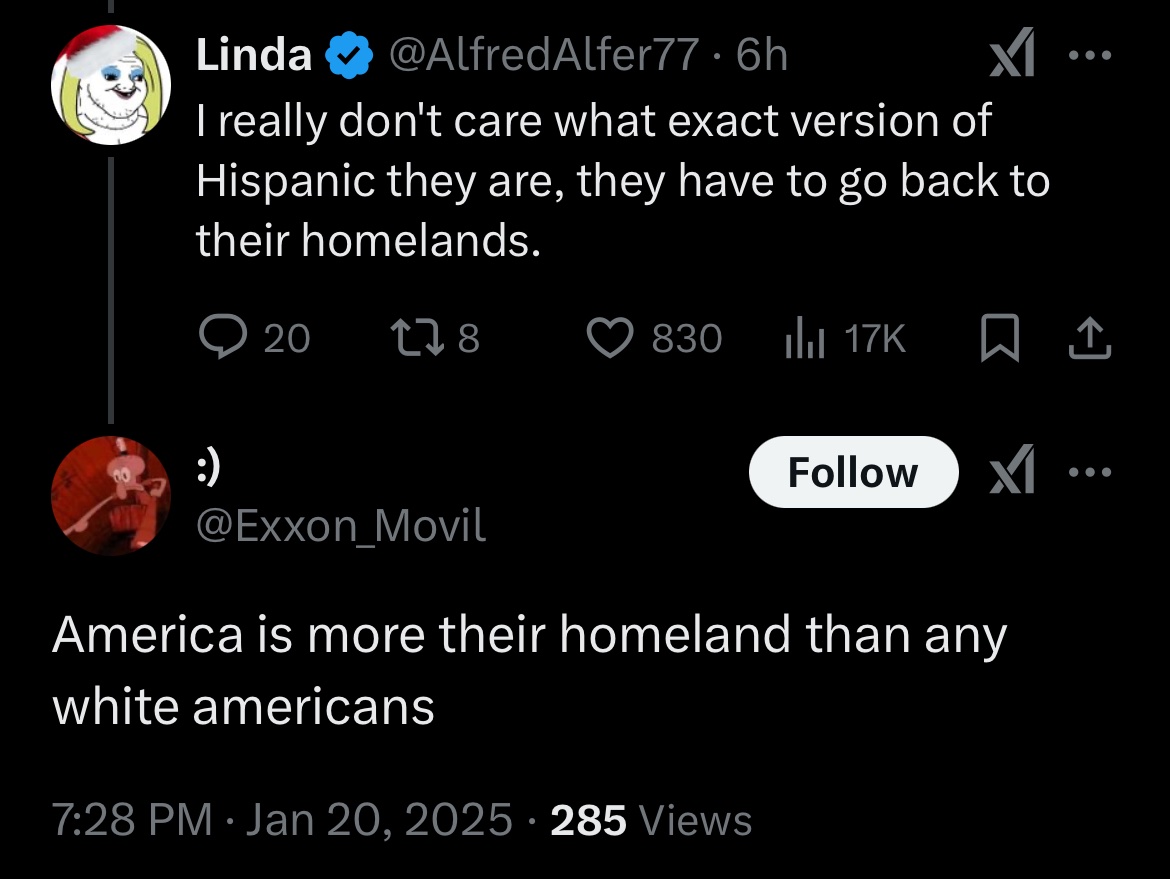 Linda @AlfredAlfer77 · 6h
I really don't care what exact version of
Hispanic they are, they have to go back to
their homelands.
20 8 830 17K
:) Follow
@Exxon_Movil
America is more their homeland than any
white americans
7:28 PM · Jan 20, 2025 · 285 Views